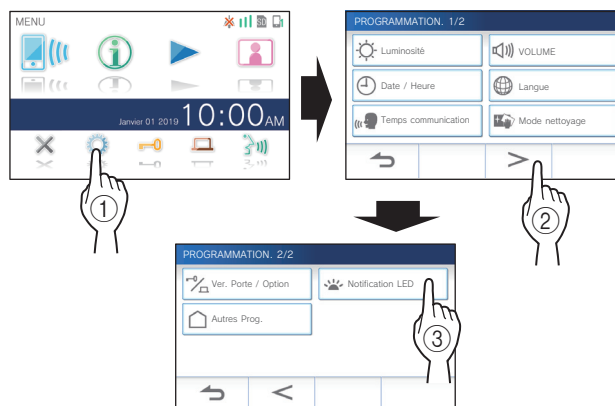 MENU
SD
Janvier 01 2019 10:00AM
1
PROGRAMMATION. 1/2
Luminosité
VOLUME
Date / Heure
Langue
Temps communication
Mode nettoyage
>
2
PROGRAMMATION. 2/2
Ver. Porte / Option
Notification LED
Autres Prog.
3
<